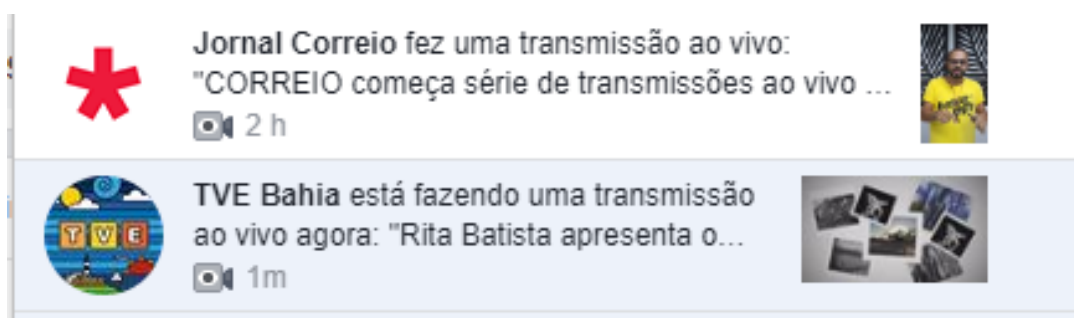 Jornal Correio fez uma transmissão ao vivo:
"CORREIO começa série de transmissões ao vivo ...
2 h
TVE Bahia está fazendo uma transmissão
ao vivo agora: "Rita Batista apresenta o...
1m
TVE